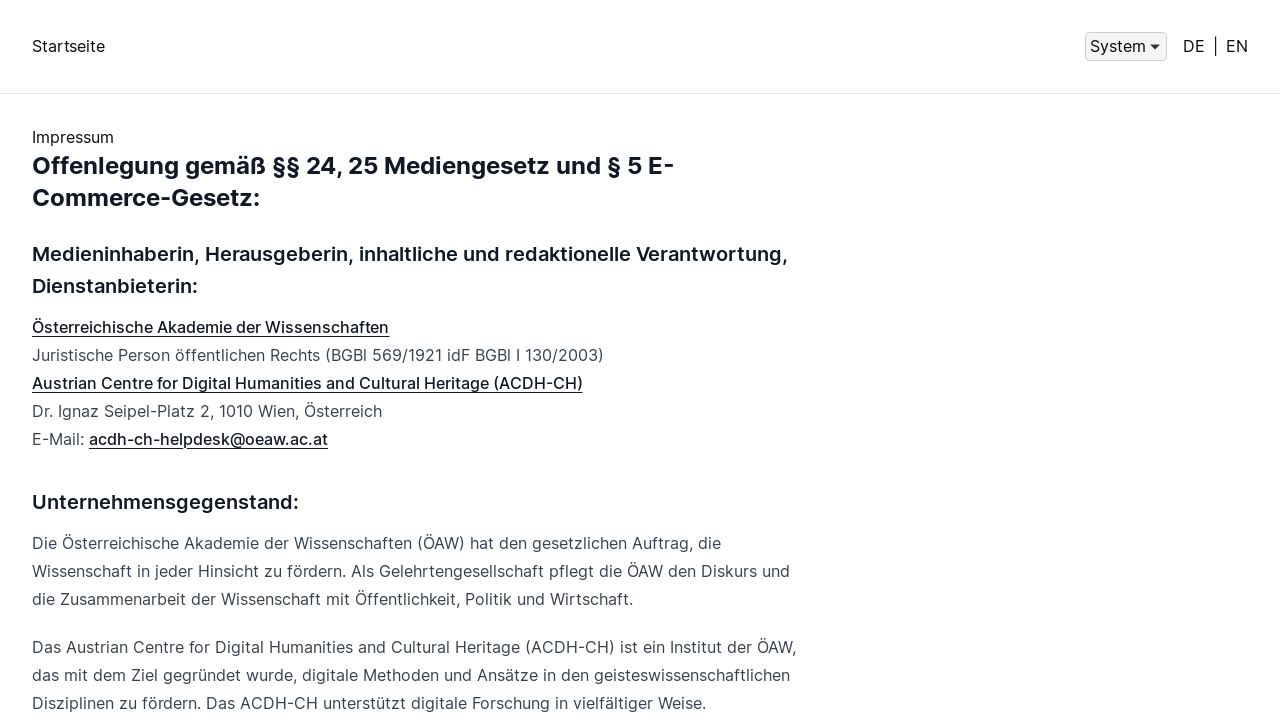 Startseite
System
DE | EN
Impressum
Offenlegung gemäß §§ 24, 25 Mediengesetz und § 5 E-
Commerce-Gesetz:
Medieninhaberin, Herausgeberin, inhaltliche und redaktionelle Verantwortung,
Dienstanbieterin:
Österreichische Akademie der Wissenschaften
Juristische Person öffentlichen Rechts (BGBl 569/1921 idF BGBl I 130/2003)
Austrian Centre for Digital Humanities and Cultural Heritage (ACDH-CH)
Dr. Ignaz Seipel-Platz 2, 1010 Wien, Österreich
E-Mail: acdh-ch-helpdesk@oeaw.ac.at
Unternehmensgegenstand:
Die Österreichische Akademie der Wissenschaften (ÖAW) hat den gesetzlichen Auftrag, die
Wissenschaft in jeder Hinsicht zu fördern. Als Gelehrtengesellschaft pflegt die ÖAW den Diskurs und
die Zusammenarbeit der Wissenschaft mit Öffentlichkeit, Politik und Wirtschaft.
Das Austrian Centre for Digital Humanities and Cultural Heritage (ACDH-CH) ist ein Institut der ÖAW,
das mit dem Ziel gegründet wurde, digitale Methoden und Ansätze in den geisteswissenschaftlichen
Disziplinen zu fördern. Das ACDH-CH unterstützt digitale Forschung in vielfältiger Weise.